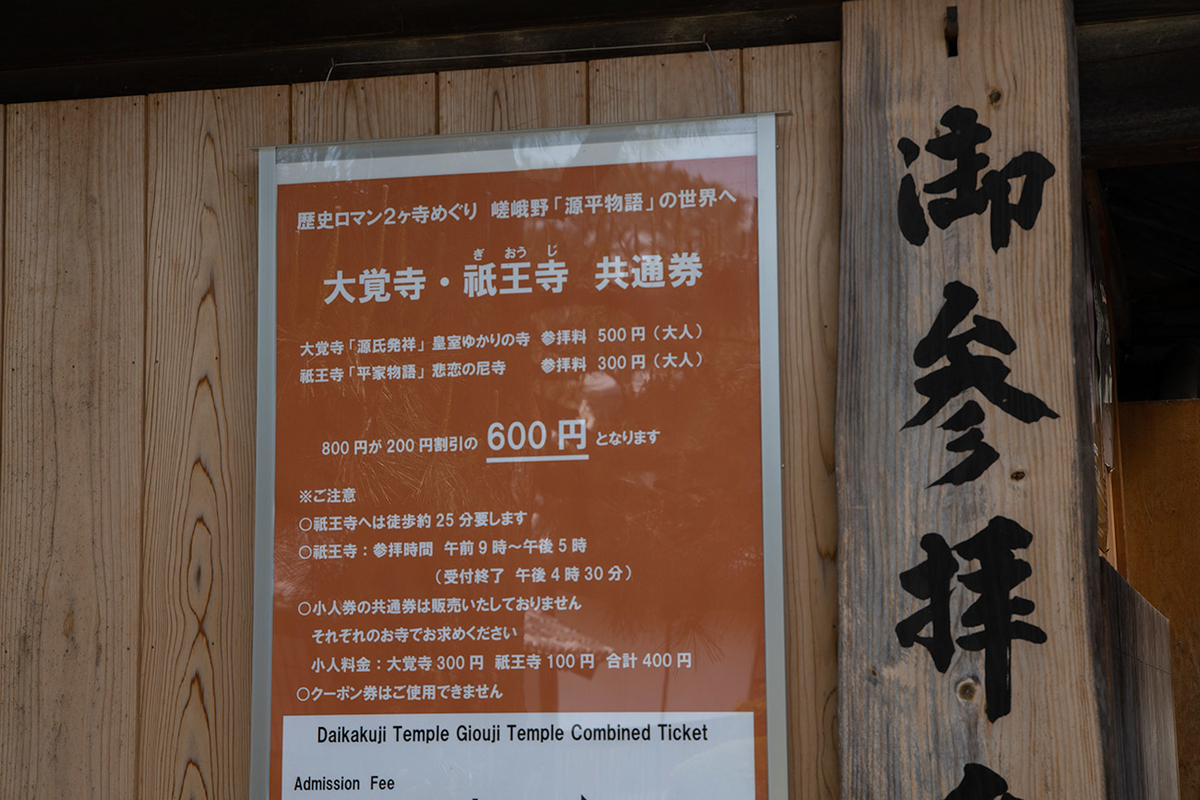 歴史ロマン2ヶ寺めぐり 嵯峨野「源平物語」の世界へ
ぎ おう じ
大覚寺・祇王寺 共通券
大覚寺「源氏発祥」皇室ゆかりの寺 参拝料 500円(大人)
祇王寺「平家物語」悲恋の尼寺 参拝料 300円(大人)
800円が200円割引の 600円 となります
※ご注意
○祇王寺へは徒歩約25分要します
○祇王寺:参拝時間 午前9時~午後5時
(受付終了 午後4時30分)
○小人券の共通券は販売いたしておりません
それぞれのお寺でお求めください
小人料金:大覚寺300円 祇王寺100円 合計400円
○クーポン券はご使用できません
Daikakuji Temple Giouji Temple Combined Ticket
Admission Fee
御参拝